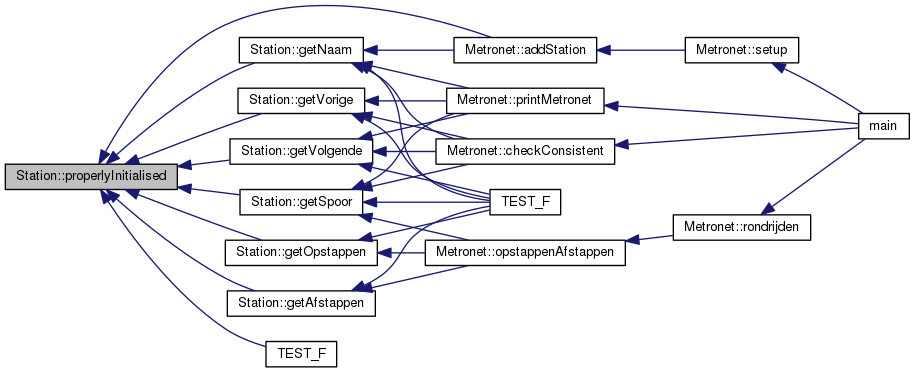 Station::getNaam
Metronet::addStation
Metronet::setup
Station::getVorige
Metronet::printMetronet
main
Station::getVolgende
Metronet::checkConsistent
Station::properlyInitialised
Station::getSpoor
TEST_F
Metronet::rondrijden
Station::getOpstappen
Metronet::opstappenAfstappen
Station::getAfstappen
TEST_F